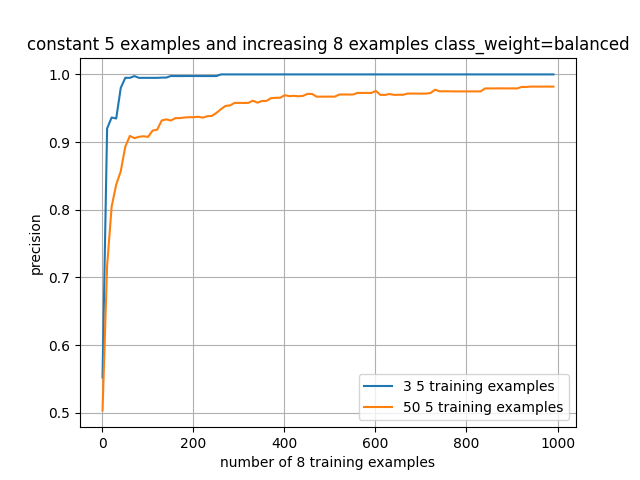 constant 5 examples and increasing 8 examples class_weight=balanced
1.0
0.9
0.8
0.7
0.6
0.5
precision
3 5 training examples
50 5 training examples
0 200 400 600 800 1000
number of 8 training examples